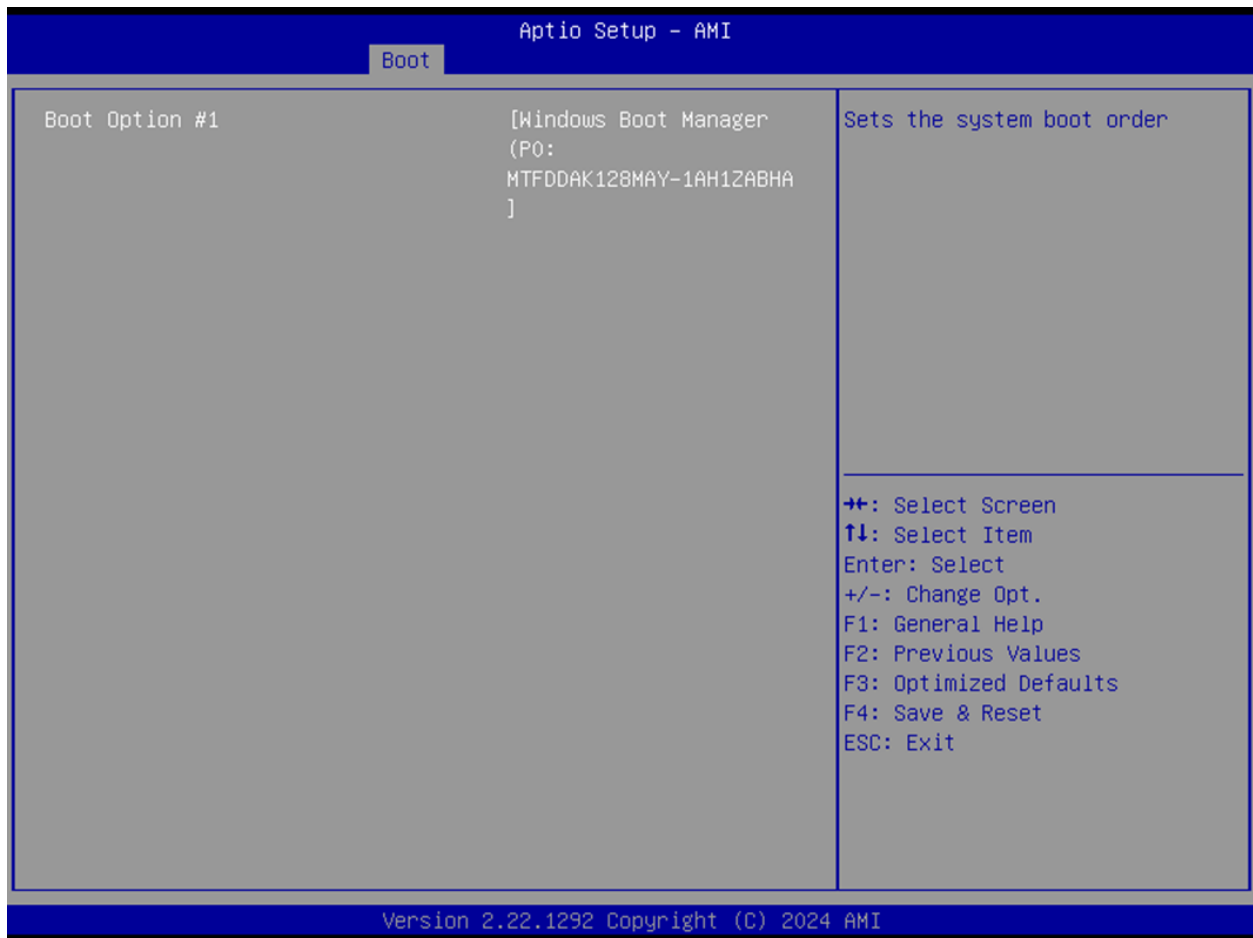 Aptio Setup – AMI
Boot
Boot Option #1
[Windows Boot Manager
(P0:
MTFDDAK128MAY-1AH1ZABHA
]
Sets the system boot order
→←: Select Screen
↑↓: Select Item
Enter: Select
+/-: Change Opt.
F1: General Help
F2: Previous Values
F3: Optimized Defaults
F4: Save & Reset
ESC: Exit
Version 2.22.1292 Copyright (C) 2024 AMI